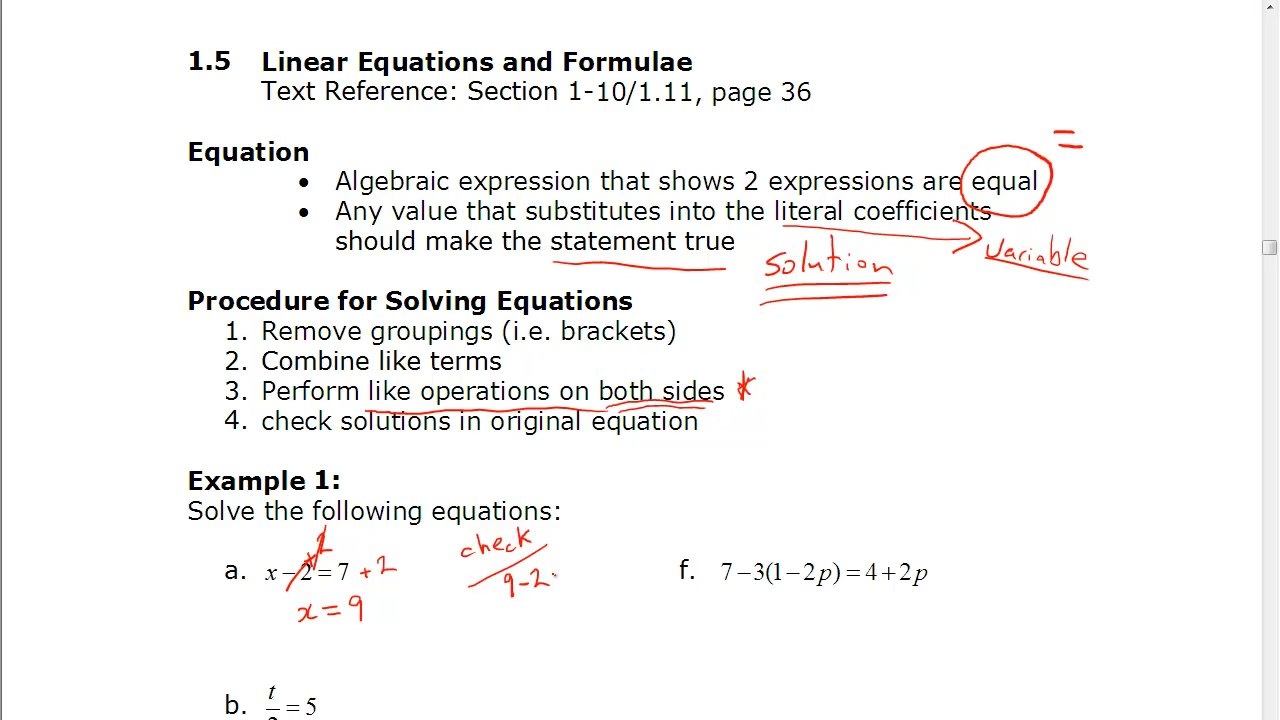 1.5 Linear Equations and Formulae
Text Reference: Section 1-10/1.11, page 36
=
Equation
• Algebraic expression that shows 2 expressions are equal
• Any value that substitutes into the literal coefficients
should make the statement true
variable
solution
Procedure for Solving Equations
1. Remove groupings (i.e. brackets)
2. Combine like terms
3. Perform like operations on both sides *
4. check solutions in original equation
Example 1:
Solve the following equations:
+2 check
a. x − 2 = 7 +2 f. 7 − 3(1 − 2p) = 4 + 2p
9-2
x = 9
b. t/ = 5